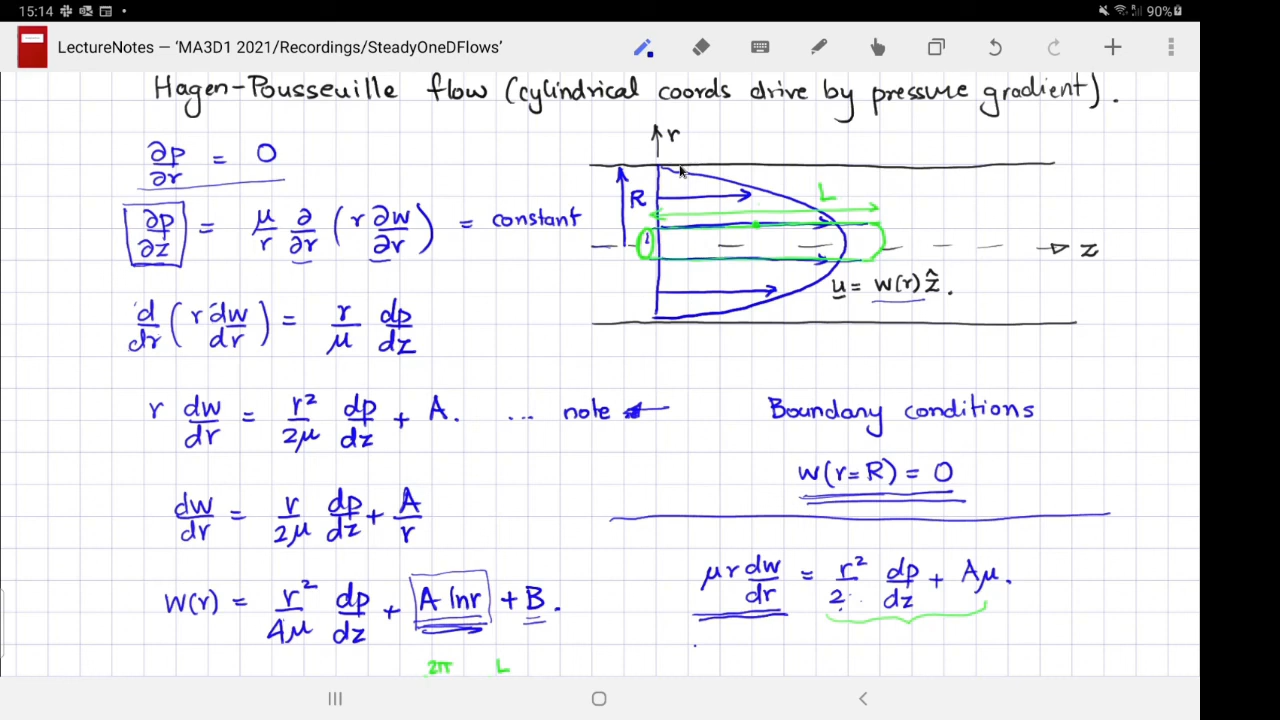 15:14 90%
LectureNotes — 'MA3D1 2021/Recordings/SteadyOneDFlows'
Hagen-Pousseuille flow (cylindrical coords drive by pressure gradient).
∂p/∂r = 0
∂p/∂z = μ/r ∂/∂r (r ∂w/∂r) = constant
r
R
L
z
u = w(r) ẑ.
d/dr (r dw/dr) = r/μ dp/dz
r dw/dr = r²/2μ dp/dz + A. ... note
Boundary conditions
w(r=R) = 0
dw/dr = r/2μ dp/dz + A/r
μr dw/dr = r²/2 dp/dz + Aμ.
W(r) = r²/4μ dp/dz + A lnr + B.
2π L